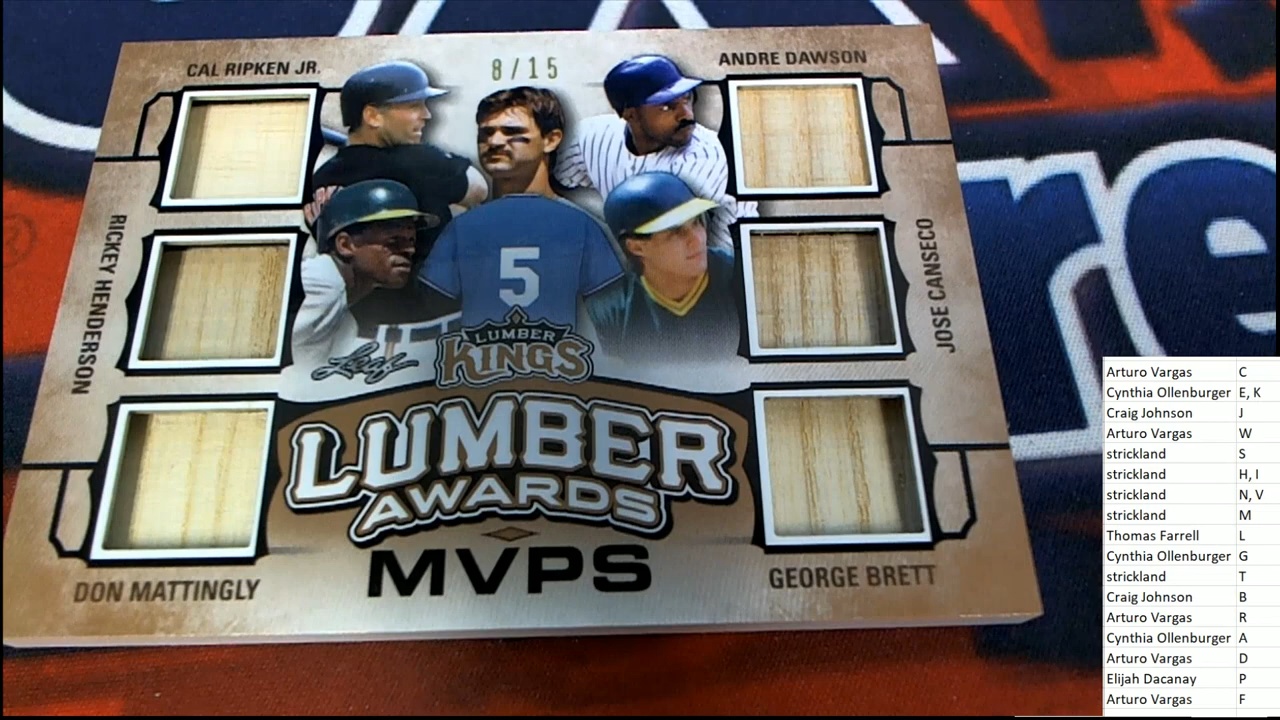 CAL RIPKEN JR.
8/15
ANDRE DAWSON
RICKEY HENDERSON
JOSE CANSECO
5
Leaf
LUMBER
KINGS
LUMBER
AWARDS
MVPS
DON MATTINGLY
GEORGE BRETT
re
®
Arturo Vargas C
Cynthia Ollenburger E, K
Craig Johnson J
Arturo Vargas W
strickland S
strickland H, I
strickland N, V
strickland M
Thomas Farrell L
Cynthia Ollenburger G
strickland T
Craig Johnson B
Arturo Vargas R
Cynthia Ollenburger A
Arturo Vargas D
Elijah Dacanay P
Arturo Vargas F